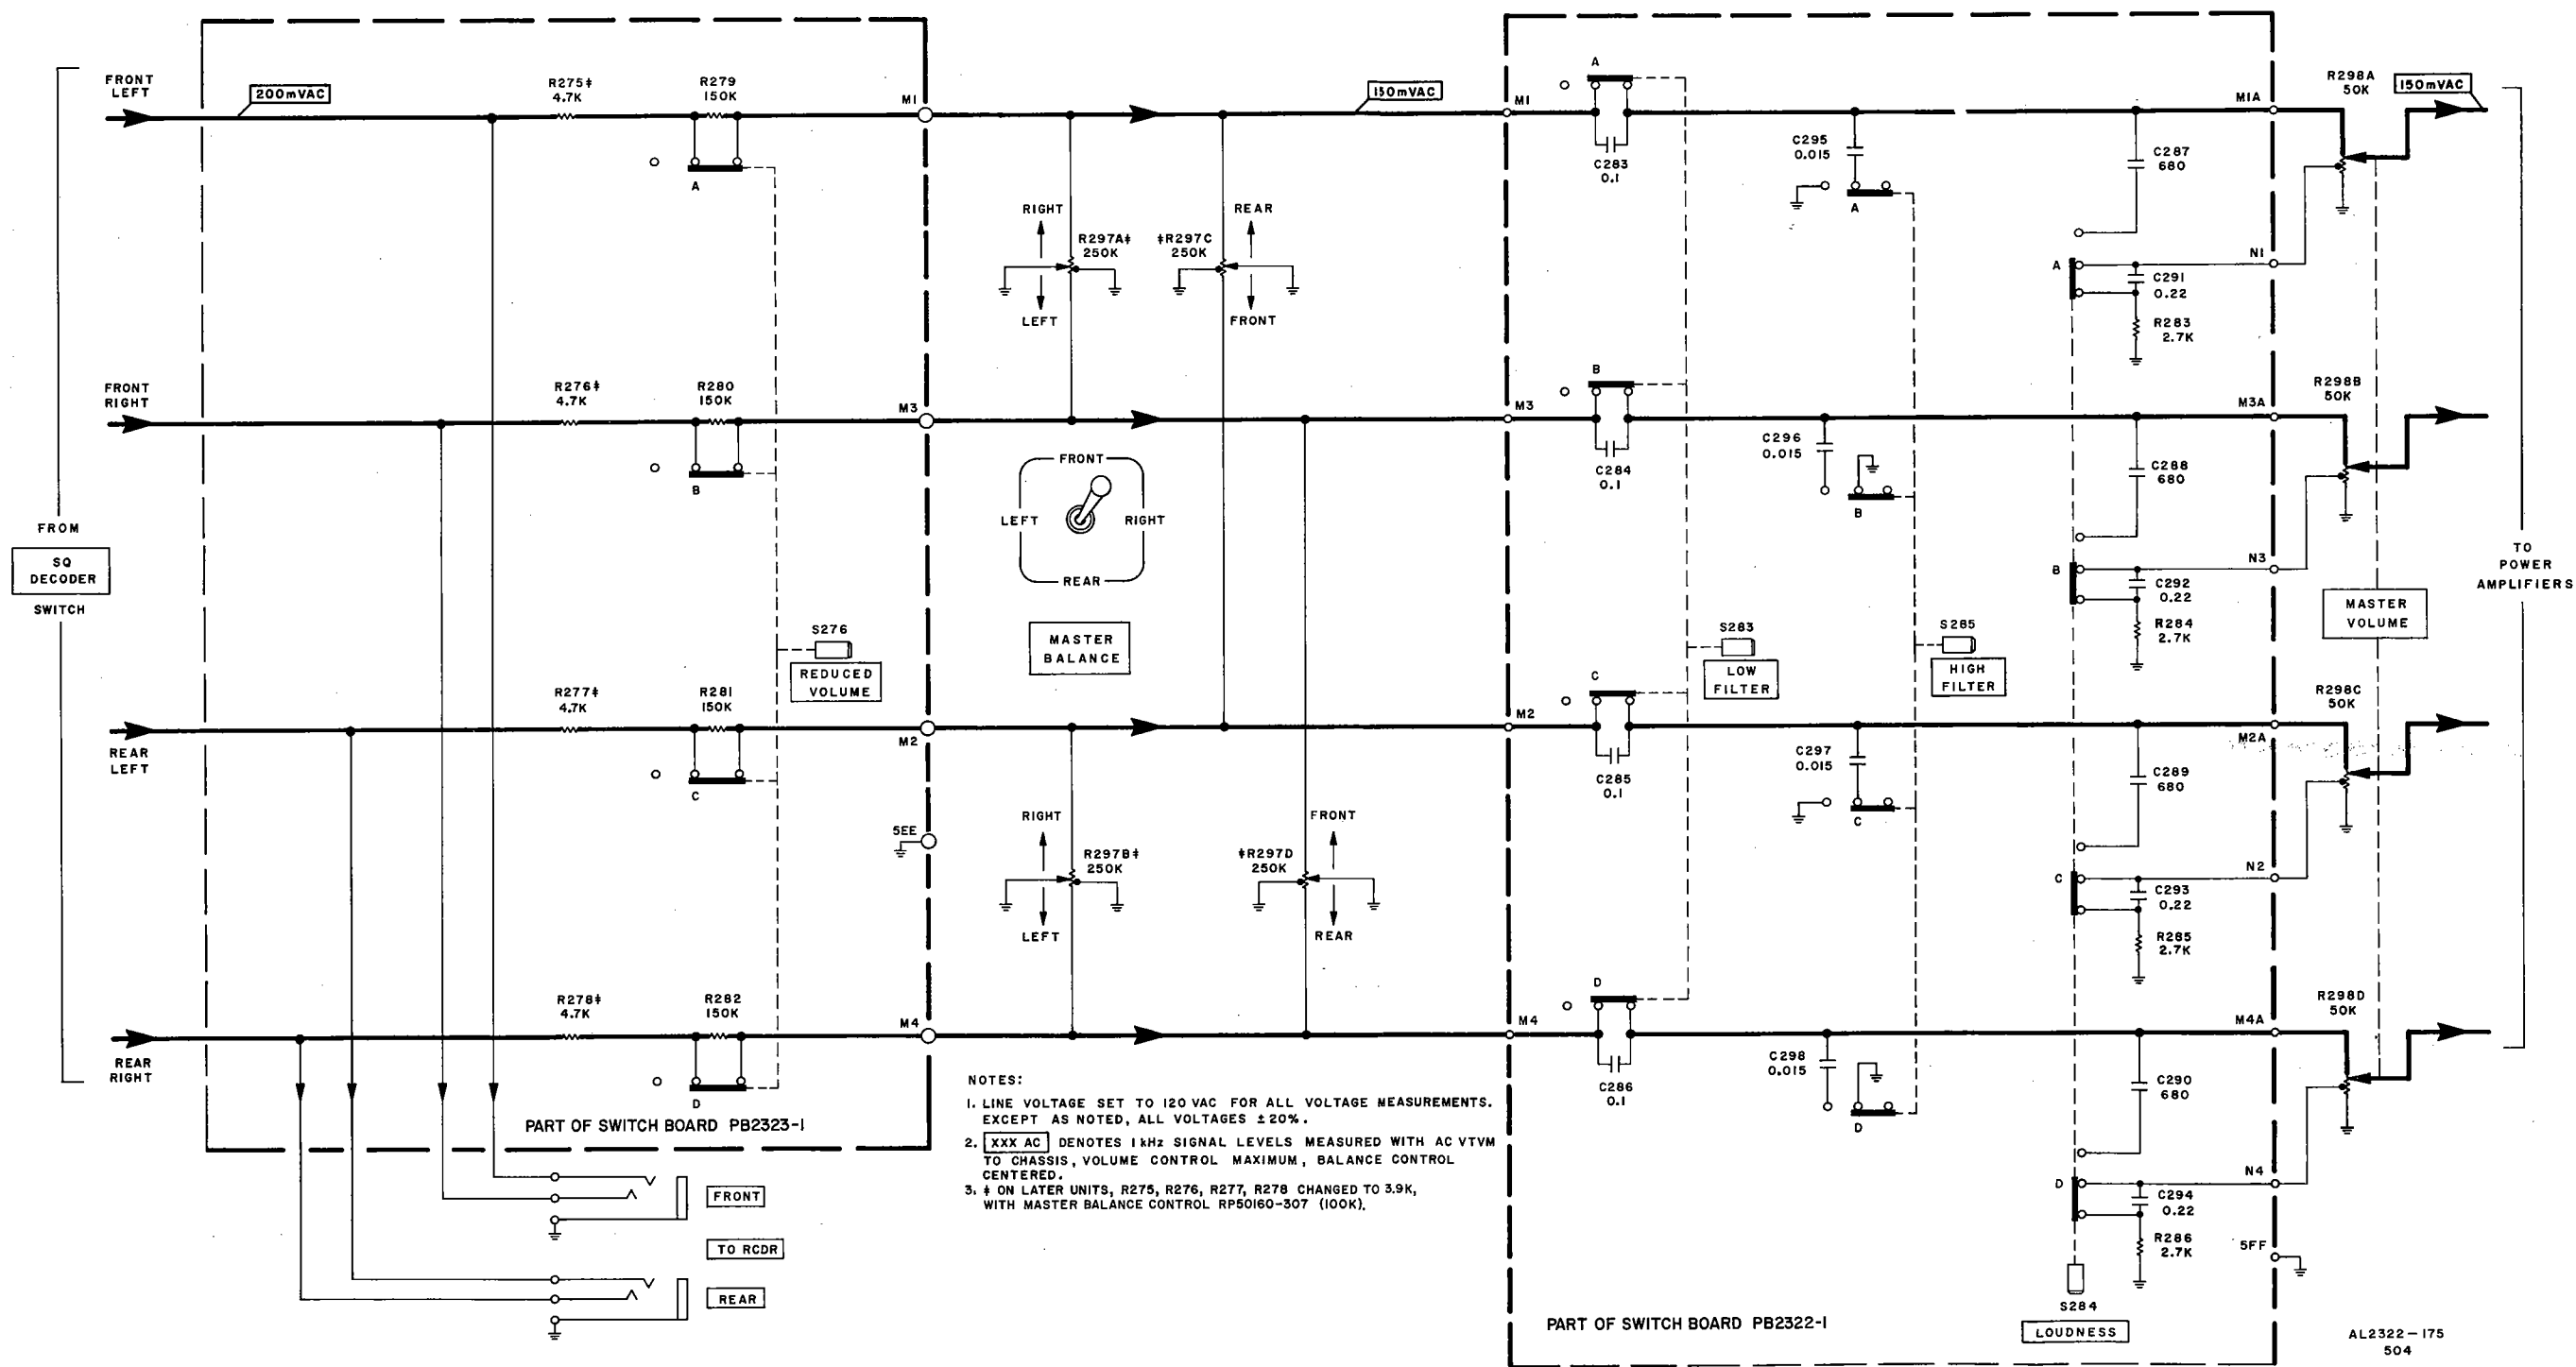 FRONT
LEFT
200mVAC
R275‡
4.7K
R279
150K
M1
A
FRONT
RIGHT
R276‡
4.7K
R280
150K
M3
B
FROM
SQ
DECODER
SWITCH
S276
REDUCED
VOLUME
R277‡
4.7K
R281
150K
M2
REAR
LEFT
C
5EE
R278‡
4.7K
R282
150K
M4
REAR
RIGHT
D
PART OF SWITCH BOARD PB2323-1
FRONT
TO RCDR
REAR
150mVAC
RIGHT
R297A‡
250K
LEFT
REAR
‡R297C
250K
FRONT
FRONT
LEFT
RIGHT
REAR
MASTER
BALANCE
RIGHT
R297B‡
250K
LEFT
FRONT
‡R297D
250K
REAR
NOTES:
1. LINE VOLTAGE SET TO 120 VAC FOR ALL VOLTAGE MEASUREMENTS.
EXCEPT AS NOTED, ALL VOLTAGES ±20%.
2. XXX AC DENOTES 1kHz SIGNAL LEVELS MEASURED WITH AC VTVM
TO CHASSIS, VOLUME CONTROL MAXIMUM, BALANCE CONTROL
CENTERED.
3. ‡ ON LATER UNITS, R275, R276, R277, R278 CHANGED TO 3.9K,
WITH MASTER BALANCE CONTROL RP50160-307 (100K).
M1
A
C283
0.1
C295
0.015
A
C287
680
M1A
R298A
50K
150mVAC
A
N1
C291
0.22
R283
2.7K
M3
B
C284
0.1
C296
0.015
B
C288
680
M3A
R298B
50K
B
N3
C292
0.22
R284
2.7K
S283
LOW
FILTER
S285
HIGH
FILTER
MASTER
VOLUME
TO
POWER
AMPLIFIERS
M2
C
C285
0.1
C297
0.015
C
C289
680
M2A
R298C
50K
C
N2
C293
0.22
R285
2.7K
M4
D
C286
0.1
C298
0.015
D
C290
680
M4A
R298D
50K
D
N4
C294
0.22
R286
2.7K
5FF
S284
LOUDNESS
PART OF SWITCH BOARD PB2322-1
AL2322-175
504